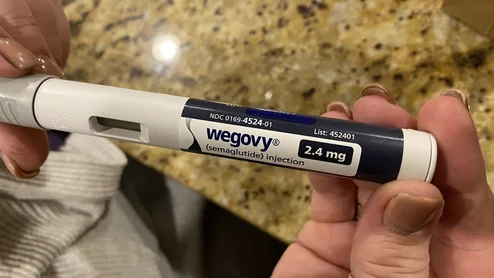 NDC 0169-4524-01
List: 452401
wegovy®
(semaglutide) injection
2.4 mg